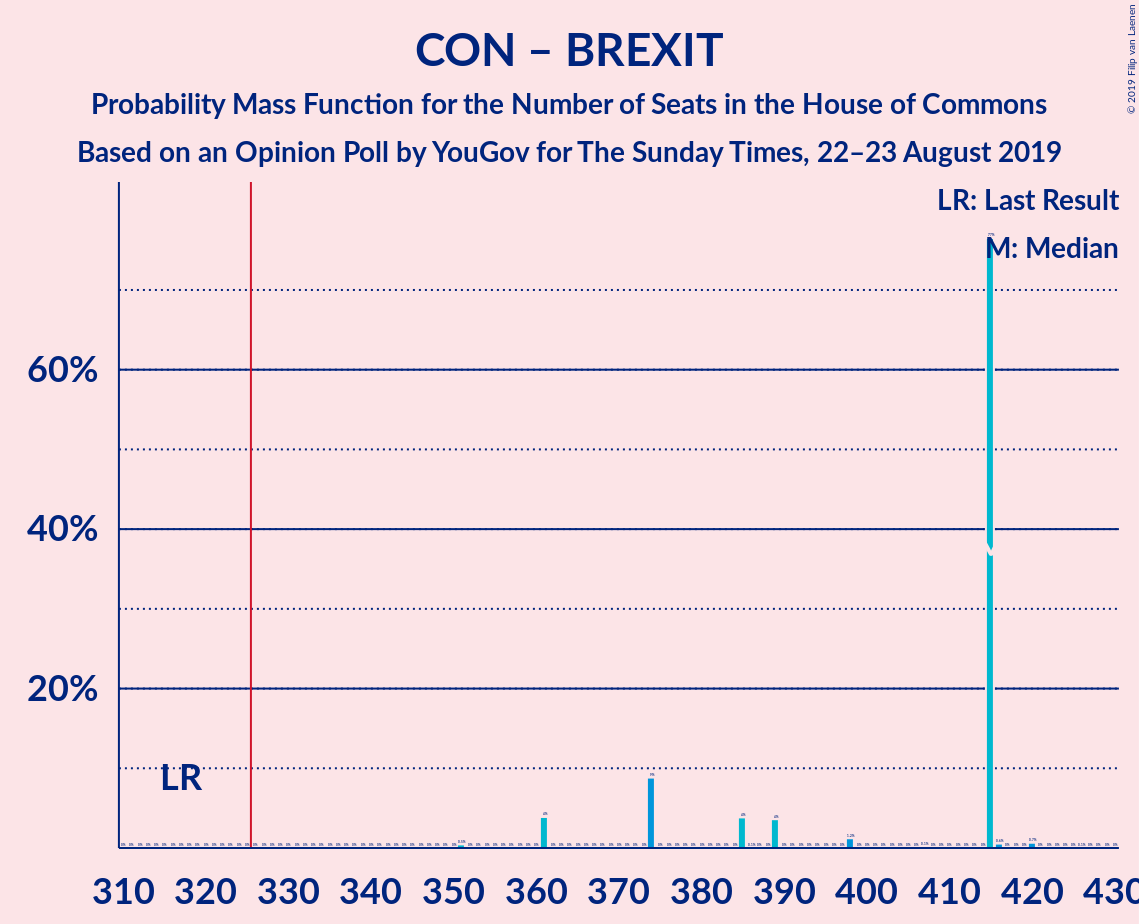 CON – BREXIT
Probability Mass Function for the Number of Seats in the House of Commons
Based on an Opinion Poll by YouGov for The Sunday Times, 22–23 August 2019
© 2019 Filip van Laenen
LR: Last Result
M: Median
60%
40%
20%
LR
310 320 330 340 350 360 370 380 390 400 410 420 430